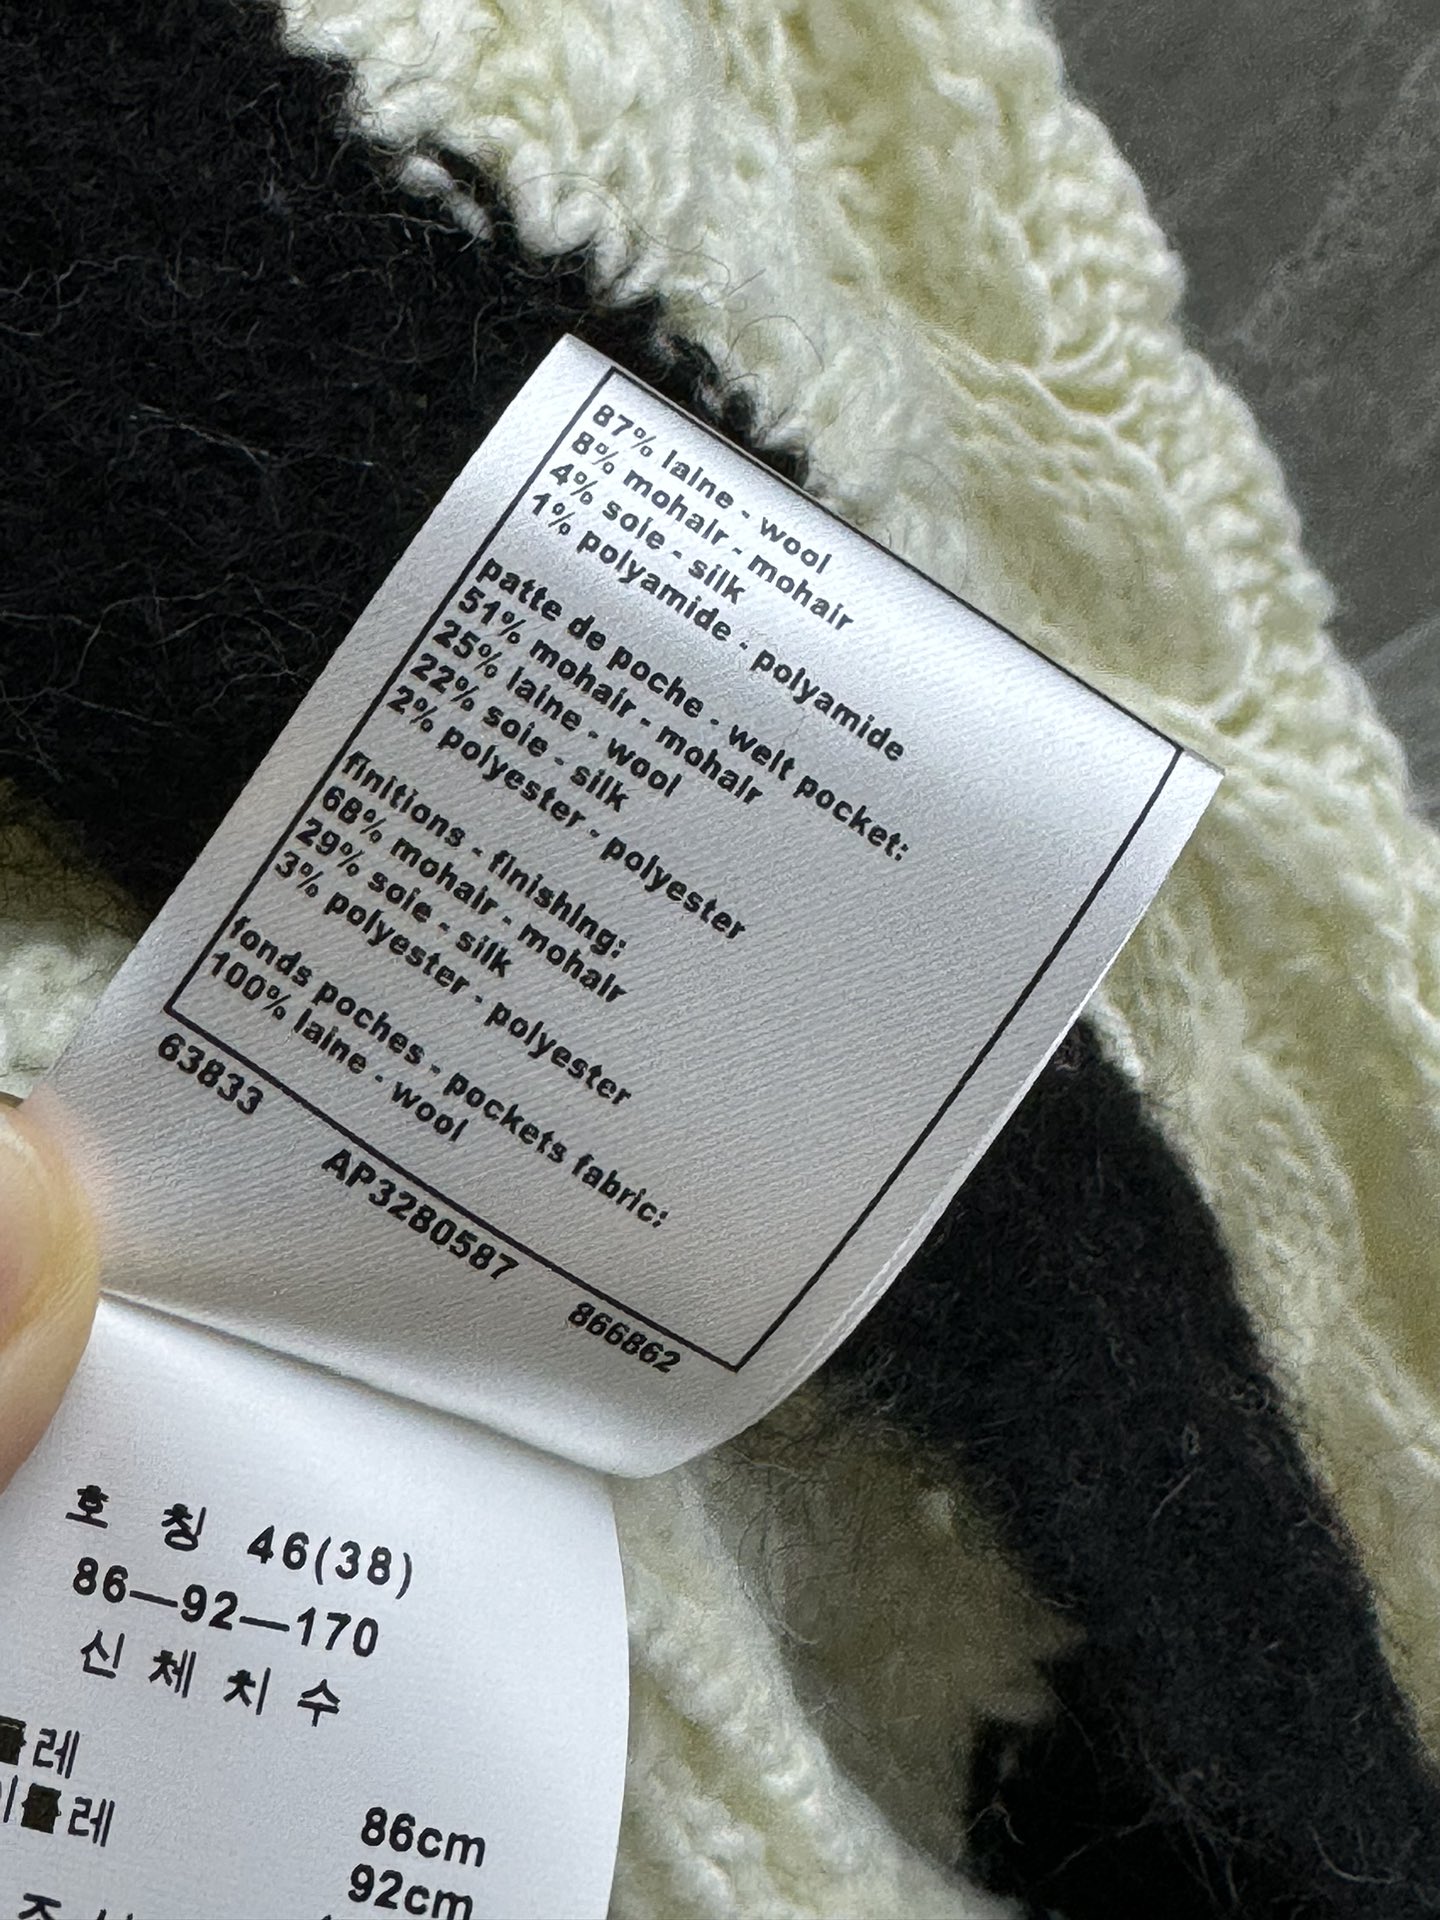 87% laine - wool
8% mohair - mohair
4% soie - silk
1% polyamide - polyamide
patte de poche - welt pocket:
51% mohair - mohair
25% laine - wool
22% soie - silk
2% polyester - polyester
finitions - finishing:
68% mohair - mohair
29% soie - silk
3% polyester - polyester
fonds poches - pockets fabric:
100% laine - wool
63833 AP3280587 866862
호 칭 46(38)
86—92—170
신 체 치 수
레
레 86cm
92cm